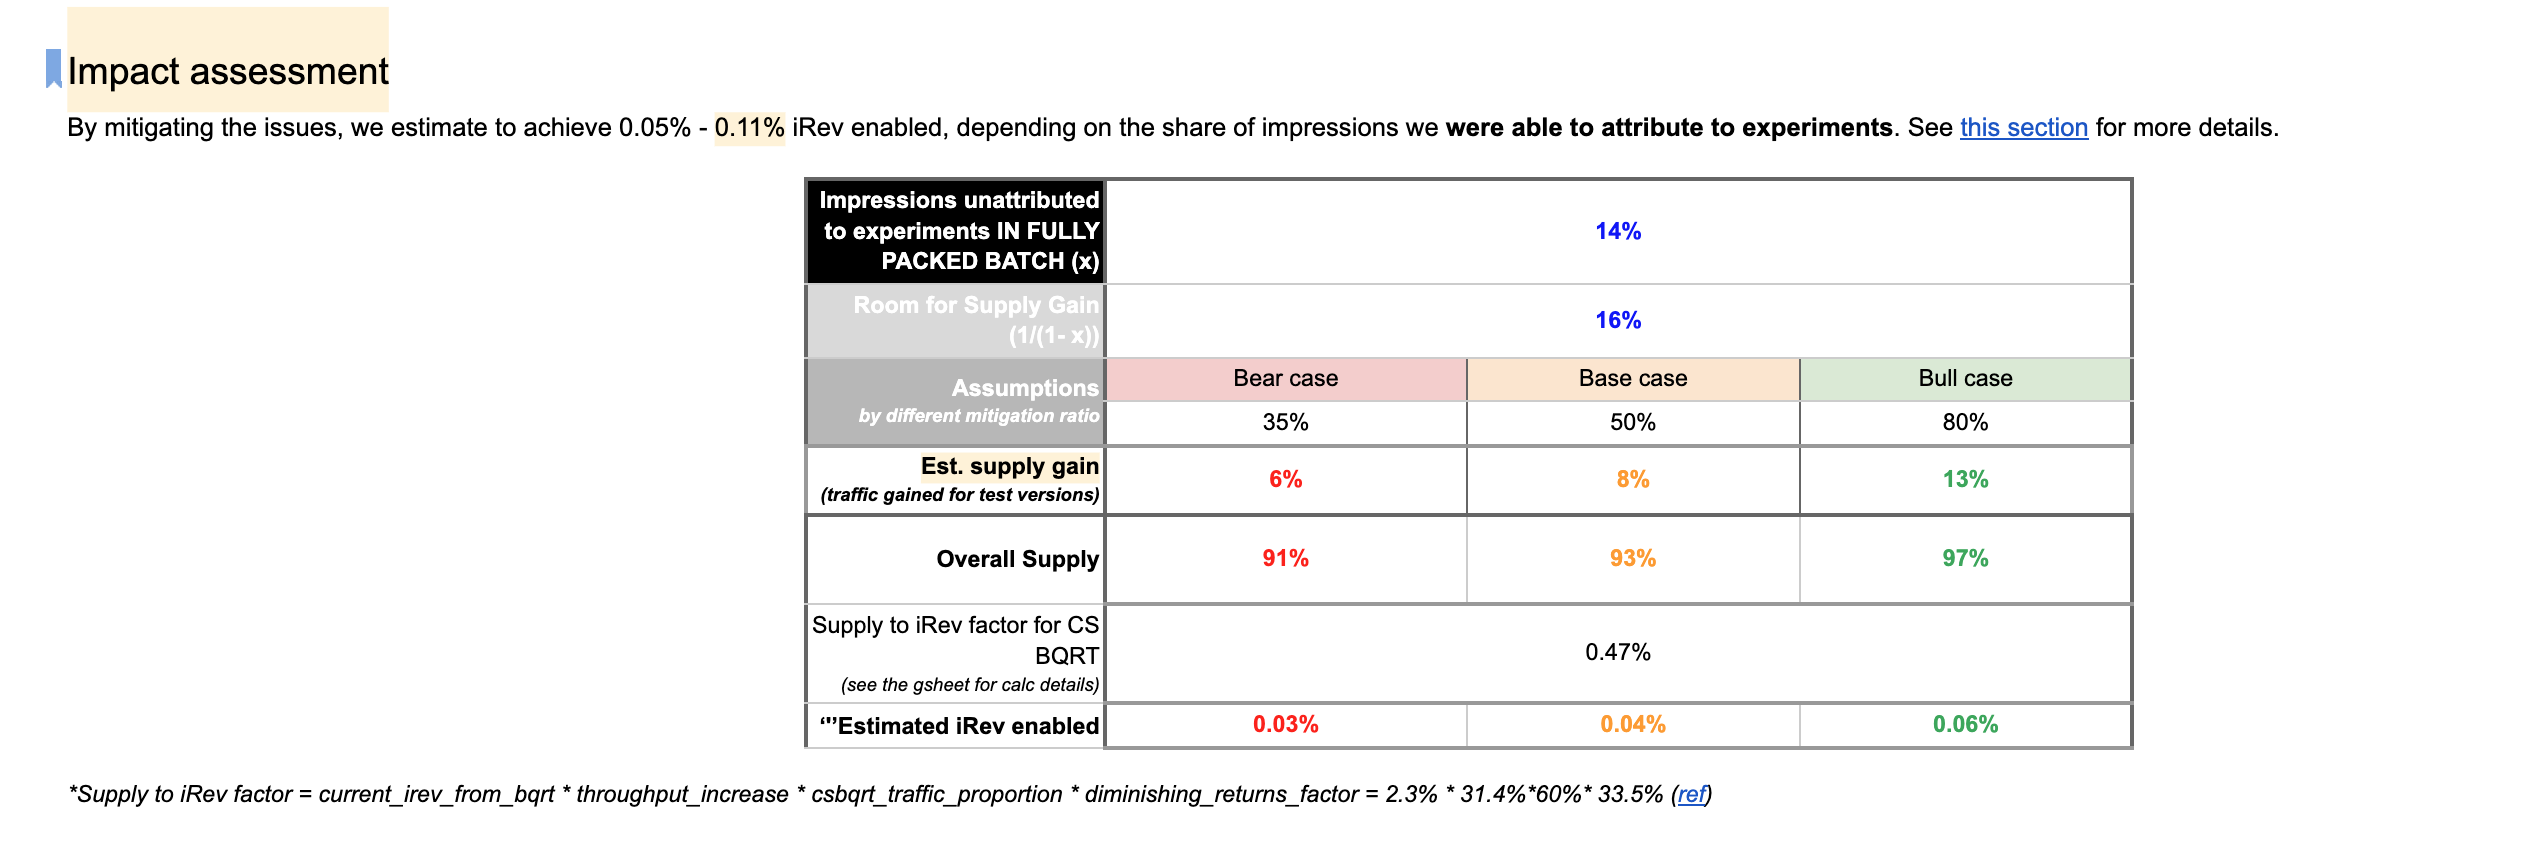 Impact assessment
By mitigating the issues, we estimate to achieve 0.05% - 0.11% iRev enabled, depending on the share of impressions we were able to attribute to experiments. See this section for more details.
Impressions unattributed
to experiments IN FULLY
PACKED BATCH (x)
14%
Room for Supply Gain
(1/(1- x))
16%
Assumptions
by different mitigation ratio
Bear case
Base case
Bull case
35%
50%
80%
Est. supply gain
(traffic gained for test versions)
6%
8%
13%
Overall Supply
91%
93%
97%
Supply to iRev factor for CS
BQRT
(see the gsheet for calc details)
0.47%
‘"’Estimated iRev enabled
0.03%
0.04%
0.06%
*Supply to iRev factor = current_irev_from_bqrt * throughput_increase * csbqrt_traffic_proportion * diminishing_returns_factor = 2.3% * 31.4%*60%* 33.5% (ref)